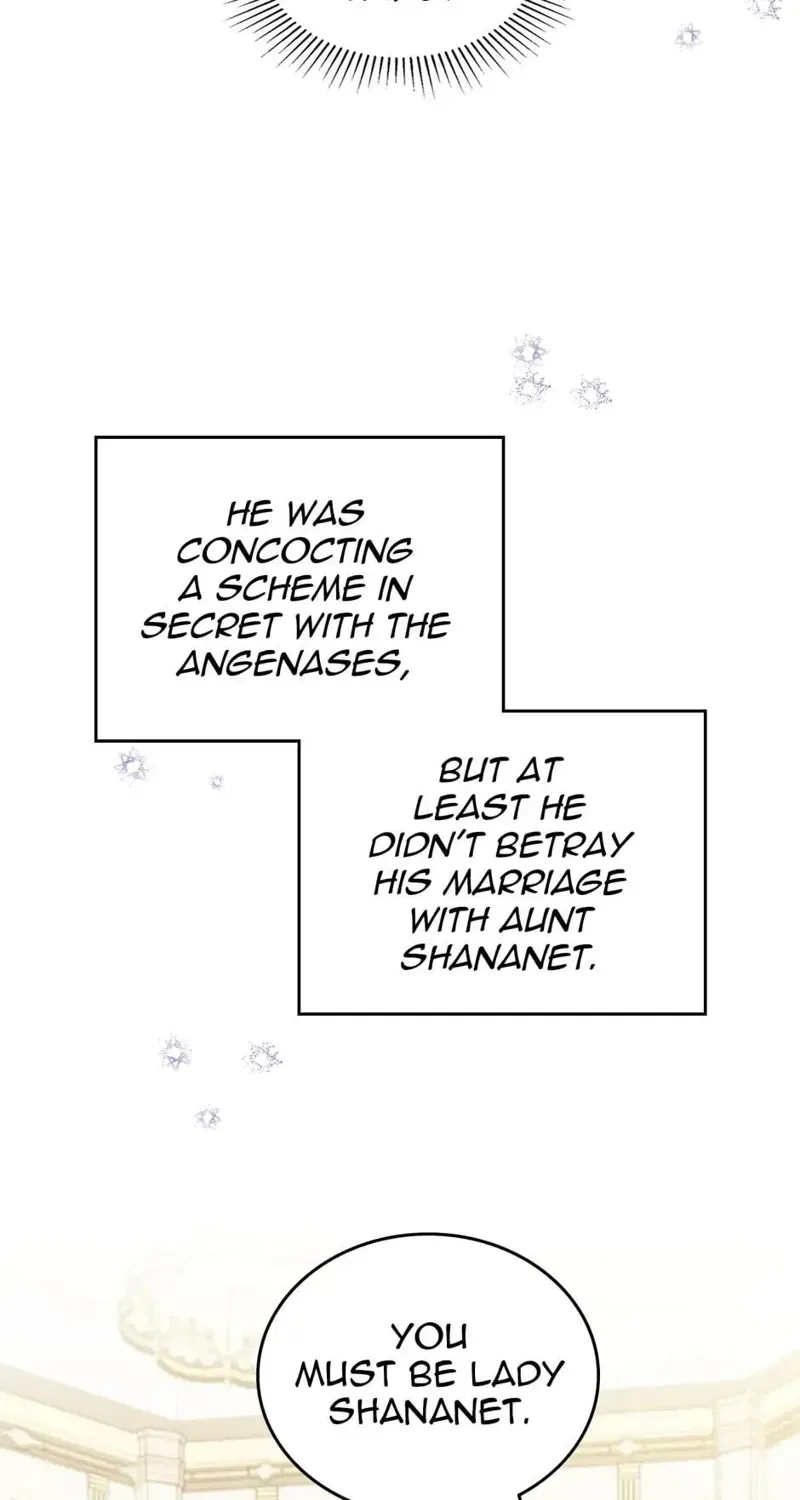 HE WAS
CONCOCTING
A SCHEME IN
SECRET WITH THE
ANGENASES,
BUT AT
LEAST HE
DIDN'T BETRAY
HIS MARRIAGE
WITH AUNT
SHANANET.
YOU
MUST BE LADY
SHANANET.